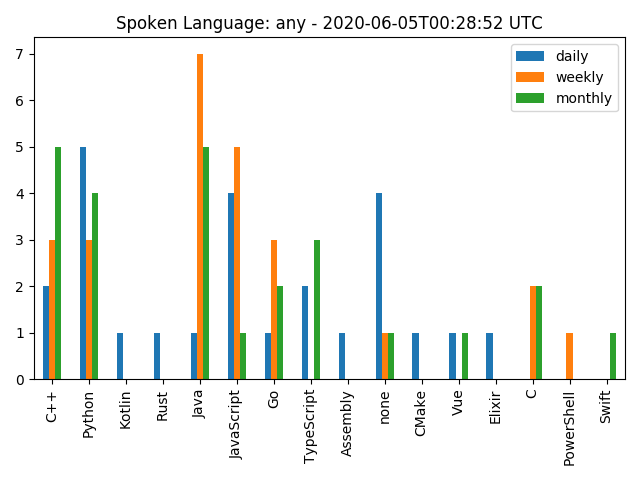 Spoken Language: any - 2020-06-05T00:28:52 UTC
daily
weekly
monthly
7
6
5
4
3
2
1
0
C++
Python
Kotlin
Rust
Java
JavaScript
Go
TypeScript
Assembly
none
CMake
Vue
Elixir
C
PowerShell
Swift